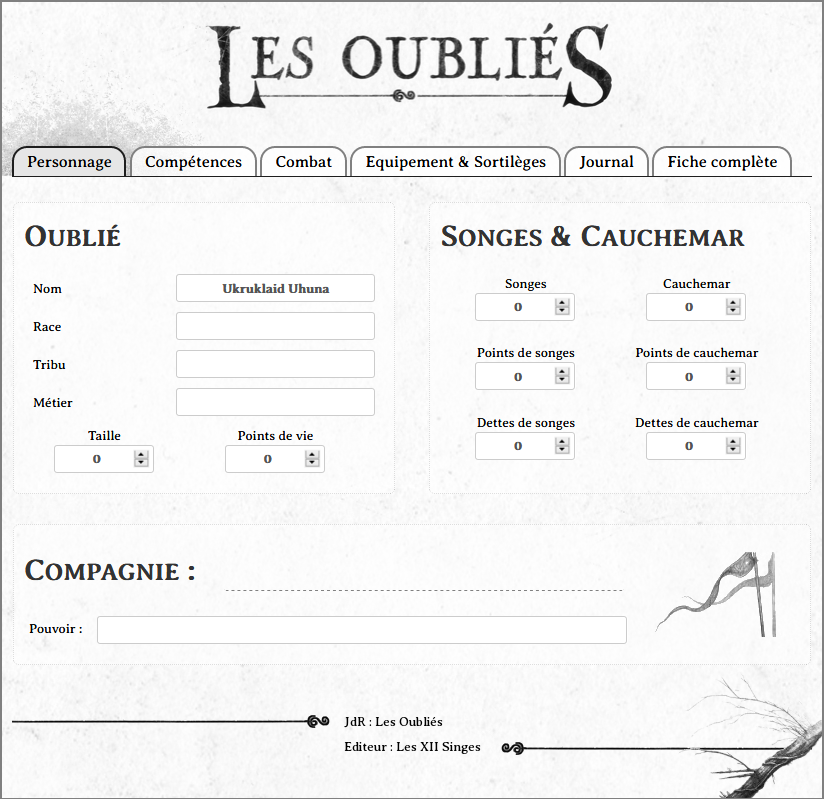 LES OUBLIÉS
Personnage Compétences Combat Equipement & Sortilèges Journal Fiche complète
OUBLIÉ
Nom Ukruklaid Uhuna
Race
Tribu
Métier
Taille Points de vie
0 0
SONGES & CAUCHEMAR
Songes Cauchemar
0 0
Points de songes Points de cauchemar
0 0
Dettes de songes Dettes de cauchemar
0 0
COMPAGNIE :
Pouvoir :
JdR : Les Oubliés
Editeur : Les XII Singes